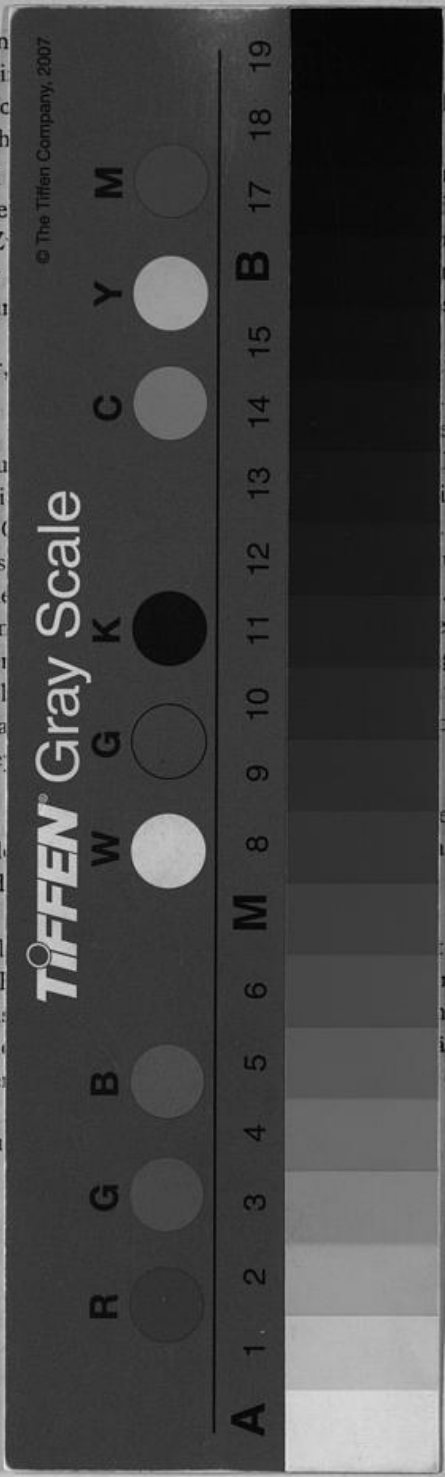 TIFFEN® Gray Scale
© The Tiffen Company, 2007
R G B W G K C Y M
A 1 2 3 4 5 6 M 8 9 10 11 12 13 14 15 B 17 18 19